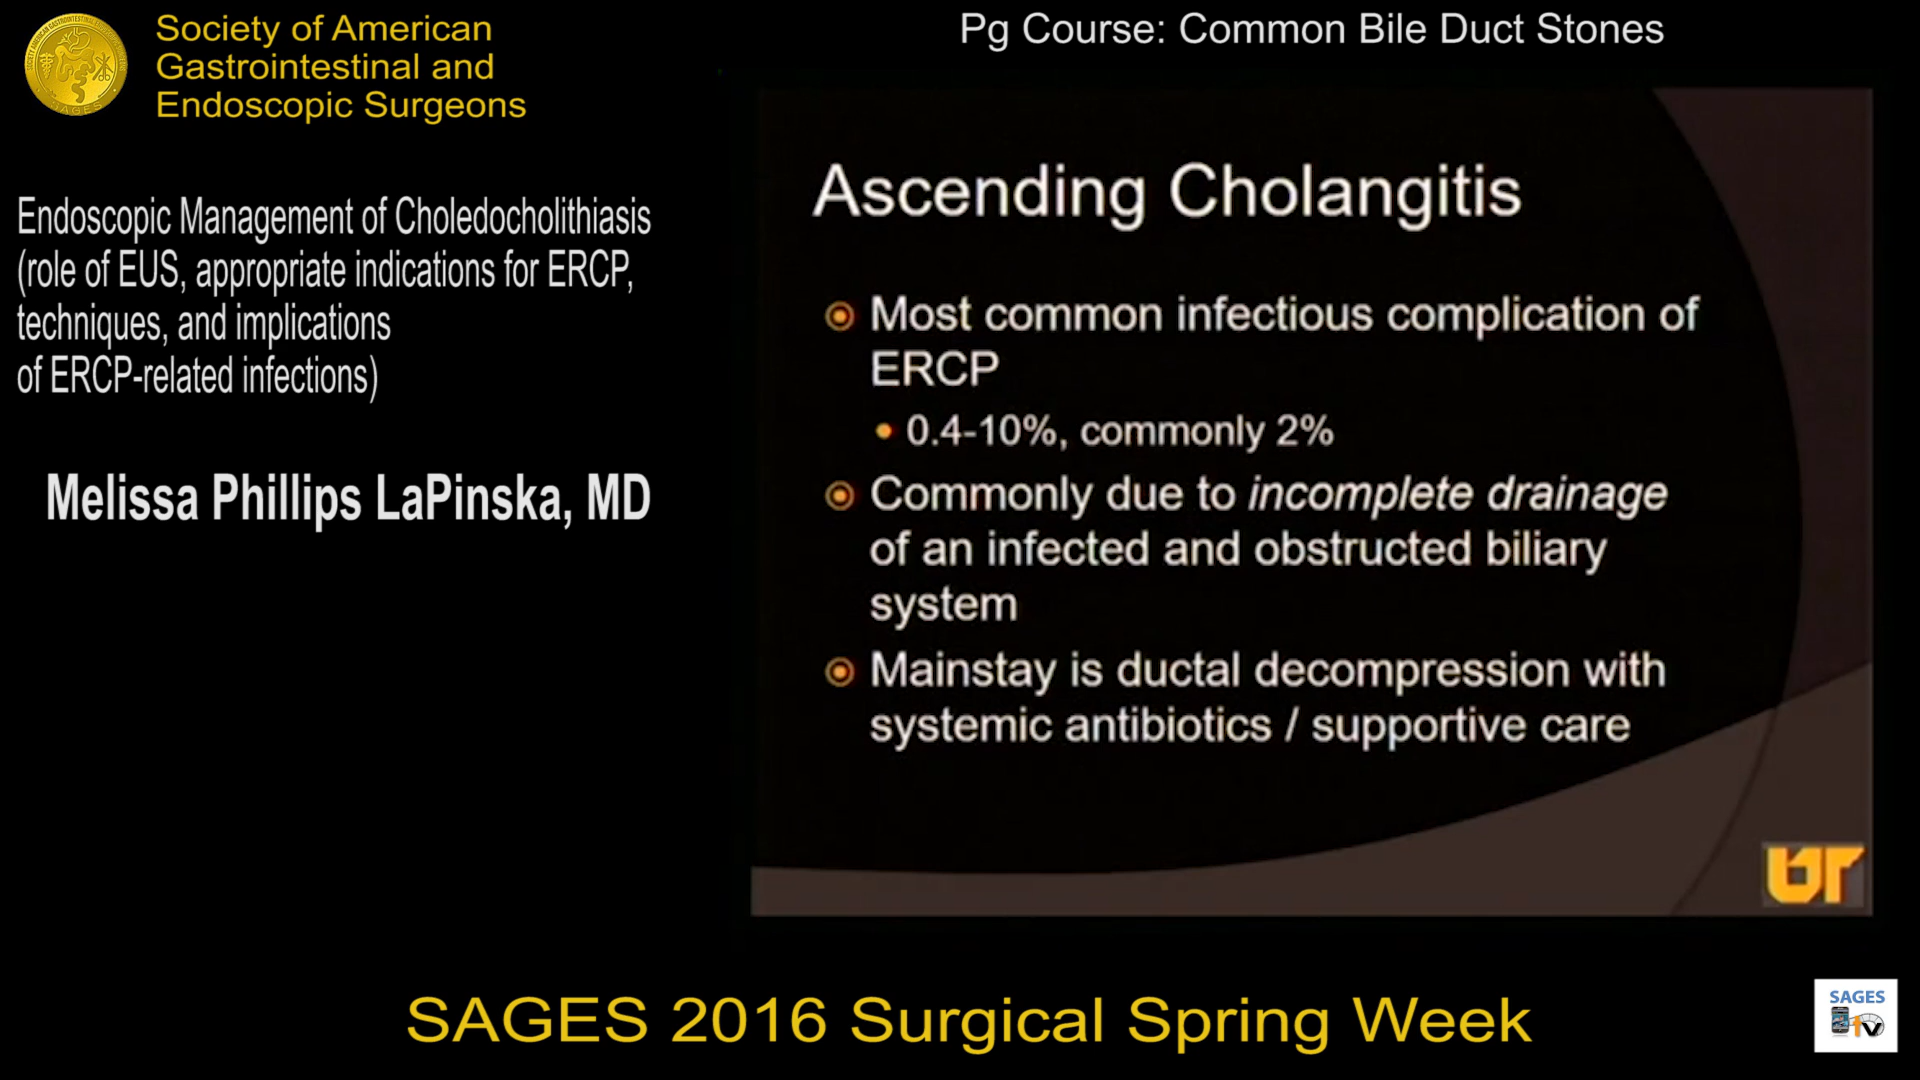 Society of American
Gastrointestinal and
Endoscopic Surgeons
Pg Course: Common Bile Duct Stones
Endoscopic Management of Choledocholithiasis
(role of EUS, appropriate indications for ERCP,
techniques, and implications
of ERCP-related infections)
Melissa Phillips LaPinska, MD
Ascending Cholangitis
Most common infectious complication of
ERCP
0.4-10%, commonly 2%
Commonly due to incomplete drainage
of an infected and obstructed biliary
system
Mainstay is ductal decompression with
systemic antibiotics / supportive care
UT
SAGES 2016 Surgical Spring Week
SAGES
tv